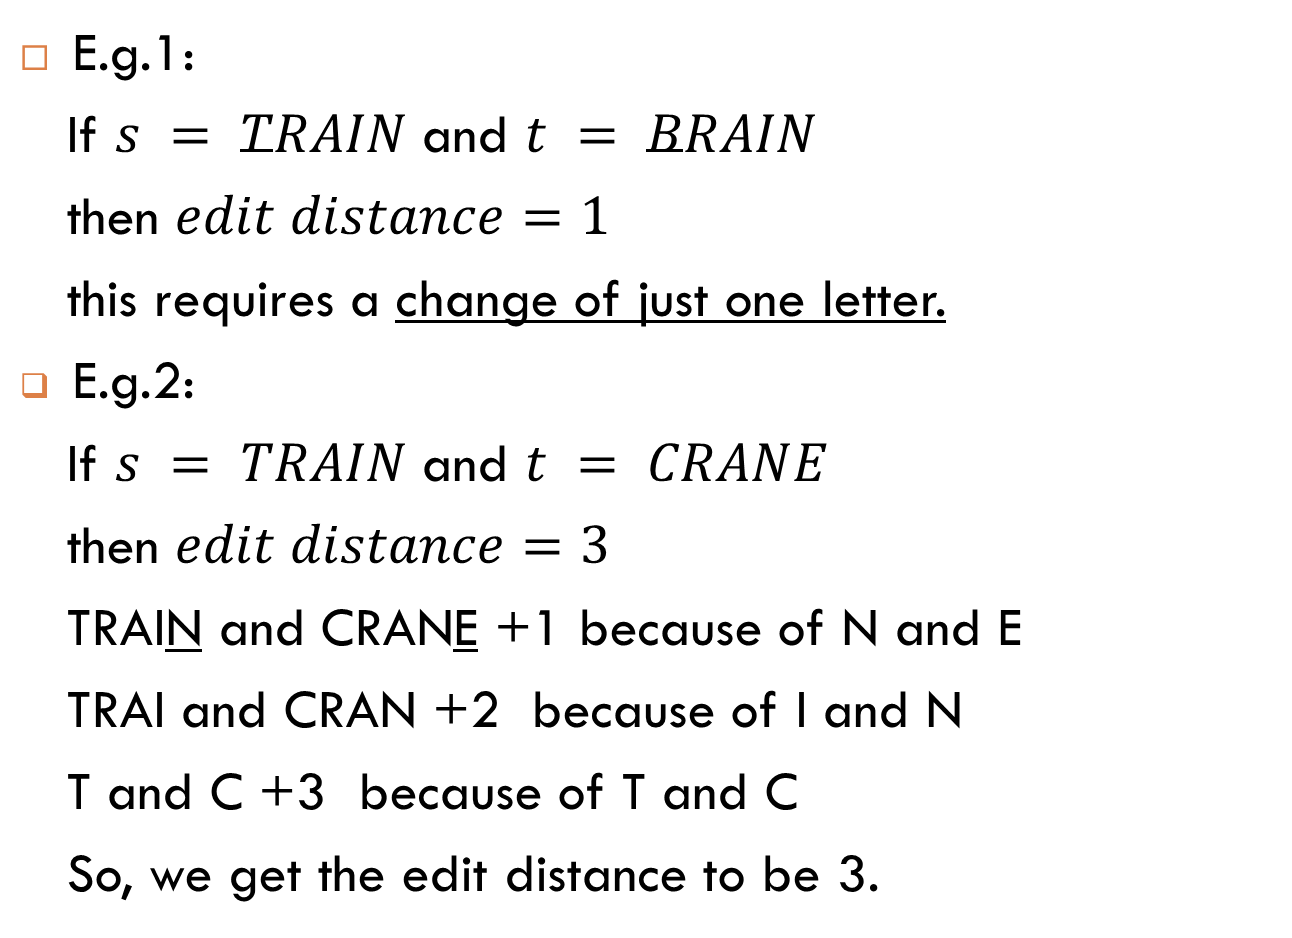 E.g.1:
If s = TRAIN and t = BRAIN
then edit distance = 1
this requires a change of just one letter.
E.g.2:
If s = TRAIN and t = CRANE
then edit distance = 3
TRAIN and CRANE +1 because of N and E
TRAI and CRAN +2 because of I and N
T and C +3 because of T and C
So, we get the edit distance to be 3.